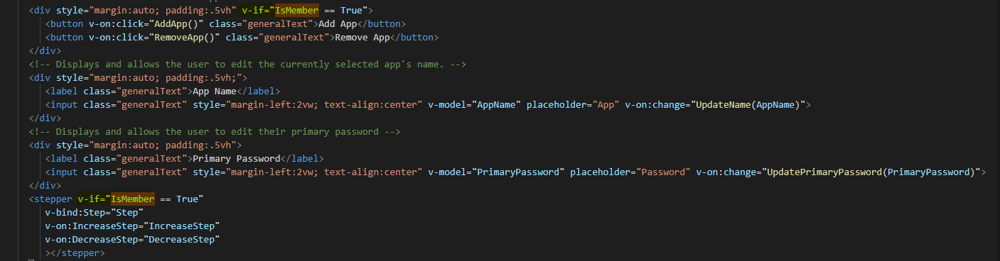 <div style="margin:auto; padding:.5vh" v-if="IsMember == True">
<button v-on:click="AddApp()" class="generalText">Add App</button>
<button v-on:click="RemoveApp()" class="generalText">Remove App</button>
</div>
<!-- Displays and allows the user to edit the currently selected app's name. -->
<div style="margin:auto; padding:.5vh;">
<label class="generalText">App Name</label>
<input class="generalText" style="margin-left:2vw; text-align:center" v-model="AppName" placeholder="App" v-on:change="UpdateName(AppName)">
</div>
<!-- Displays and allows the user to edit their primary password -->
<div style="margin:auto; padding:.5vh">
<label class="generalText">Primary Password</label>
<input class="generalText" style="margin-left:2vw; text-align:center" v-model="PrimaryPassword" placeholder="Password" v-on:change="UpdatePrimaryPassword(PrimaryPassword)">
</div>
<stepper v-if="IsMember == True"
v-bind:Step="Step"
v-on:IncreaseStep="IncreaseStep"
v-on:DecreaseStep="DecreaseStep"
></stepper>